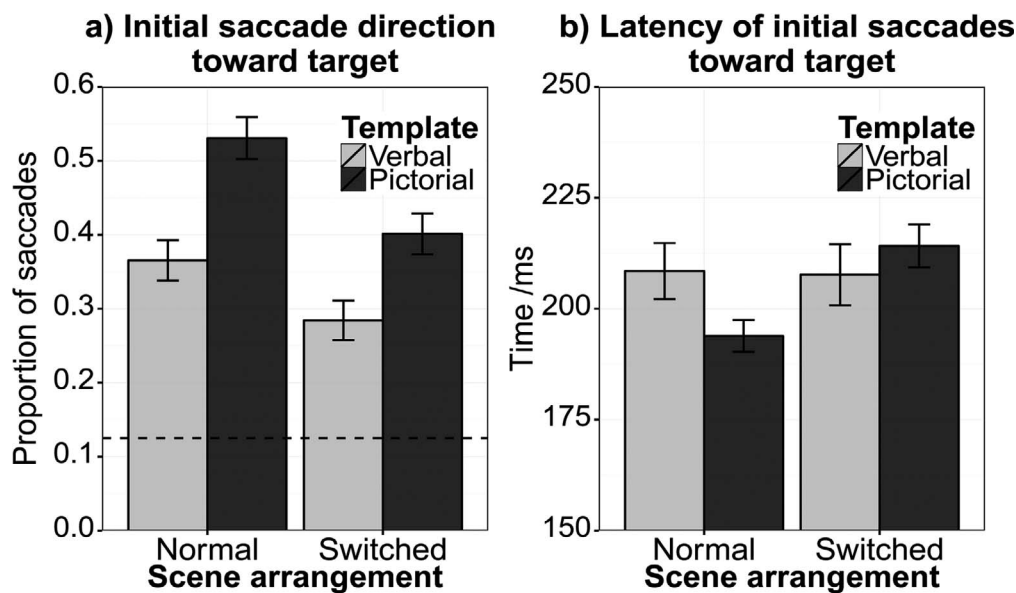 a) Initial saccade direction
toward target
0.6
0.5
0.4
0.3
0.2
0.1
0.0
Proportion of saccades
Template
Verbal
Pictorial
Normal Switched
Scene arrangement
b) Latency of initial saccades
toward target
250
225
200
175
150
Time /ms
Template
Verbal
Pictorial
Normal Switched
Scene arrangement